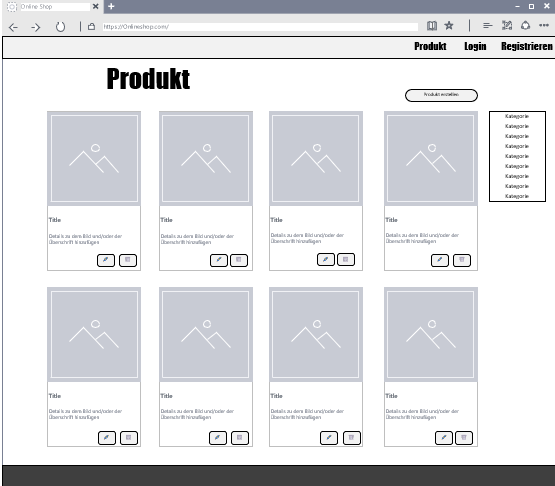 Online Shop
https://Onlineshop.com/
Produkt Login Registrieren
Produkt
Produkt erstellen
Kategorie
Kategorie
Kategorie
Kategorie
Kategorie
Kategorie
Kategorie
Kategorie
Kategorie
Title
Details zu dem Bild und/oder der
Überschrift hinzufügen
Title
Details zu dem Bild und/oder der
Überschrift hinzufügen
Title
Details zu dem Bild und/oder der
Überschrift hinzufügen
Title
Details zu dem Bild und/oder der
Überschrift hinzufügen
Title
Details zu dem Bild und/oder der
Überschrift hinzufügen
Title
Details zu dem Bild und/oder der
Überschrift hinzufügen
Title
Details zu dem Bild und/oder der
Überschrift hinzufügen
Title
Details zu dem Bild und/oder der
Überschrift hinzufügen